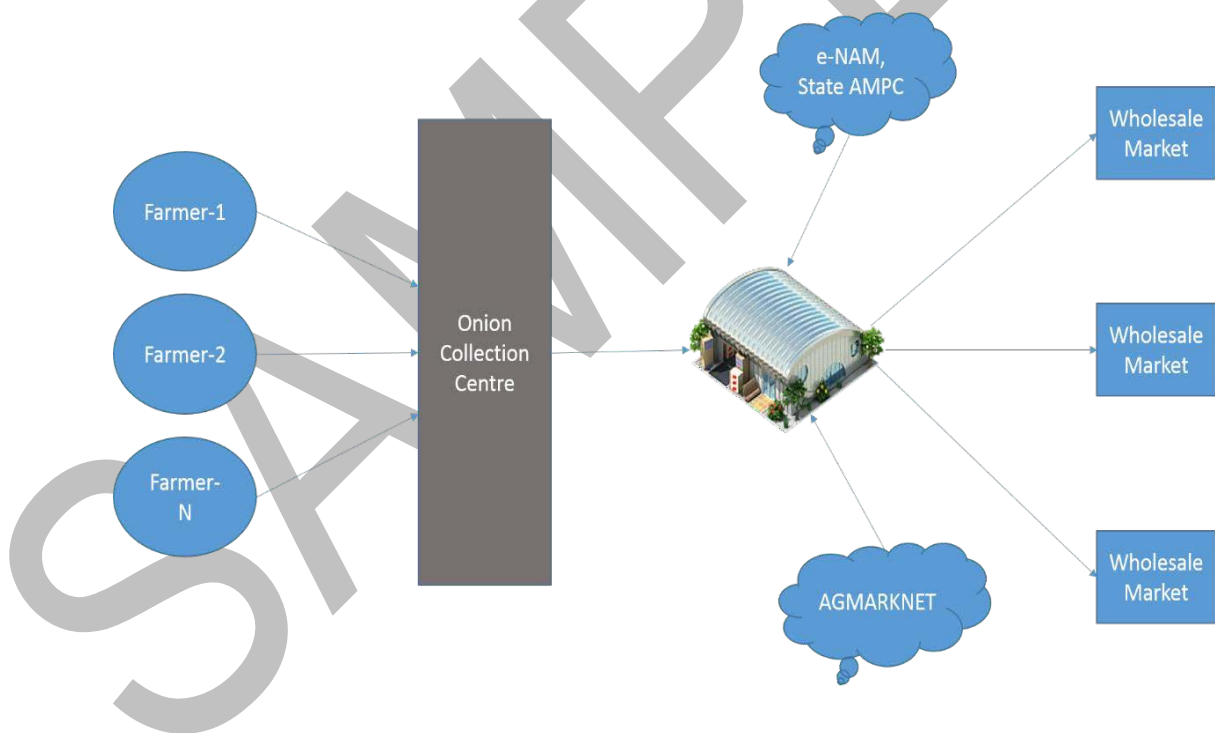 e-NAM,
State AMPC
Wholesale
Market
Farmer-1
Onion
Collection
Centre
Farmer-2
Wholesale
Market
Farmer-
N
AGMARKNET
Wholesale
Market
SAMPLE